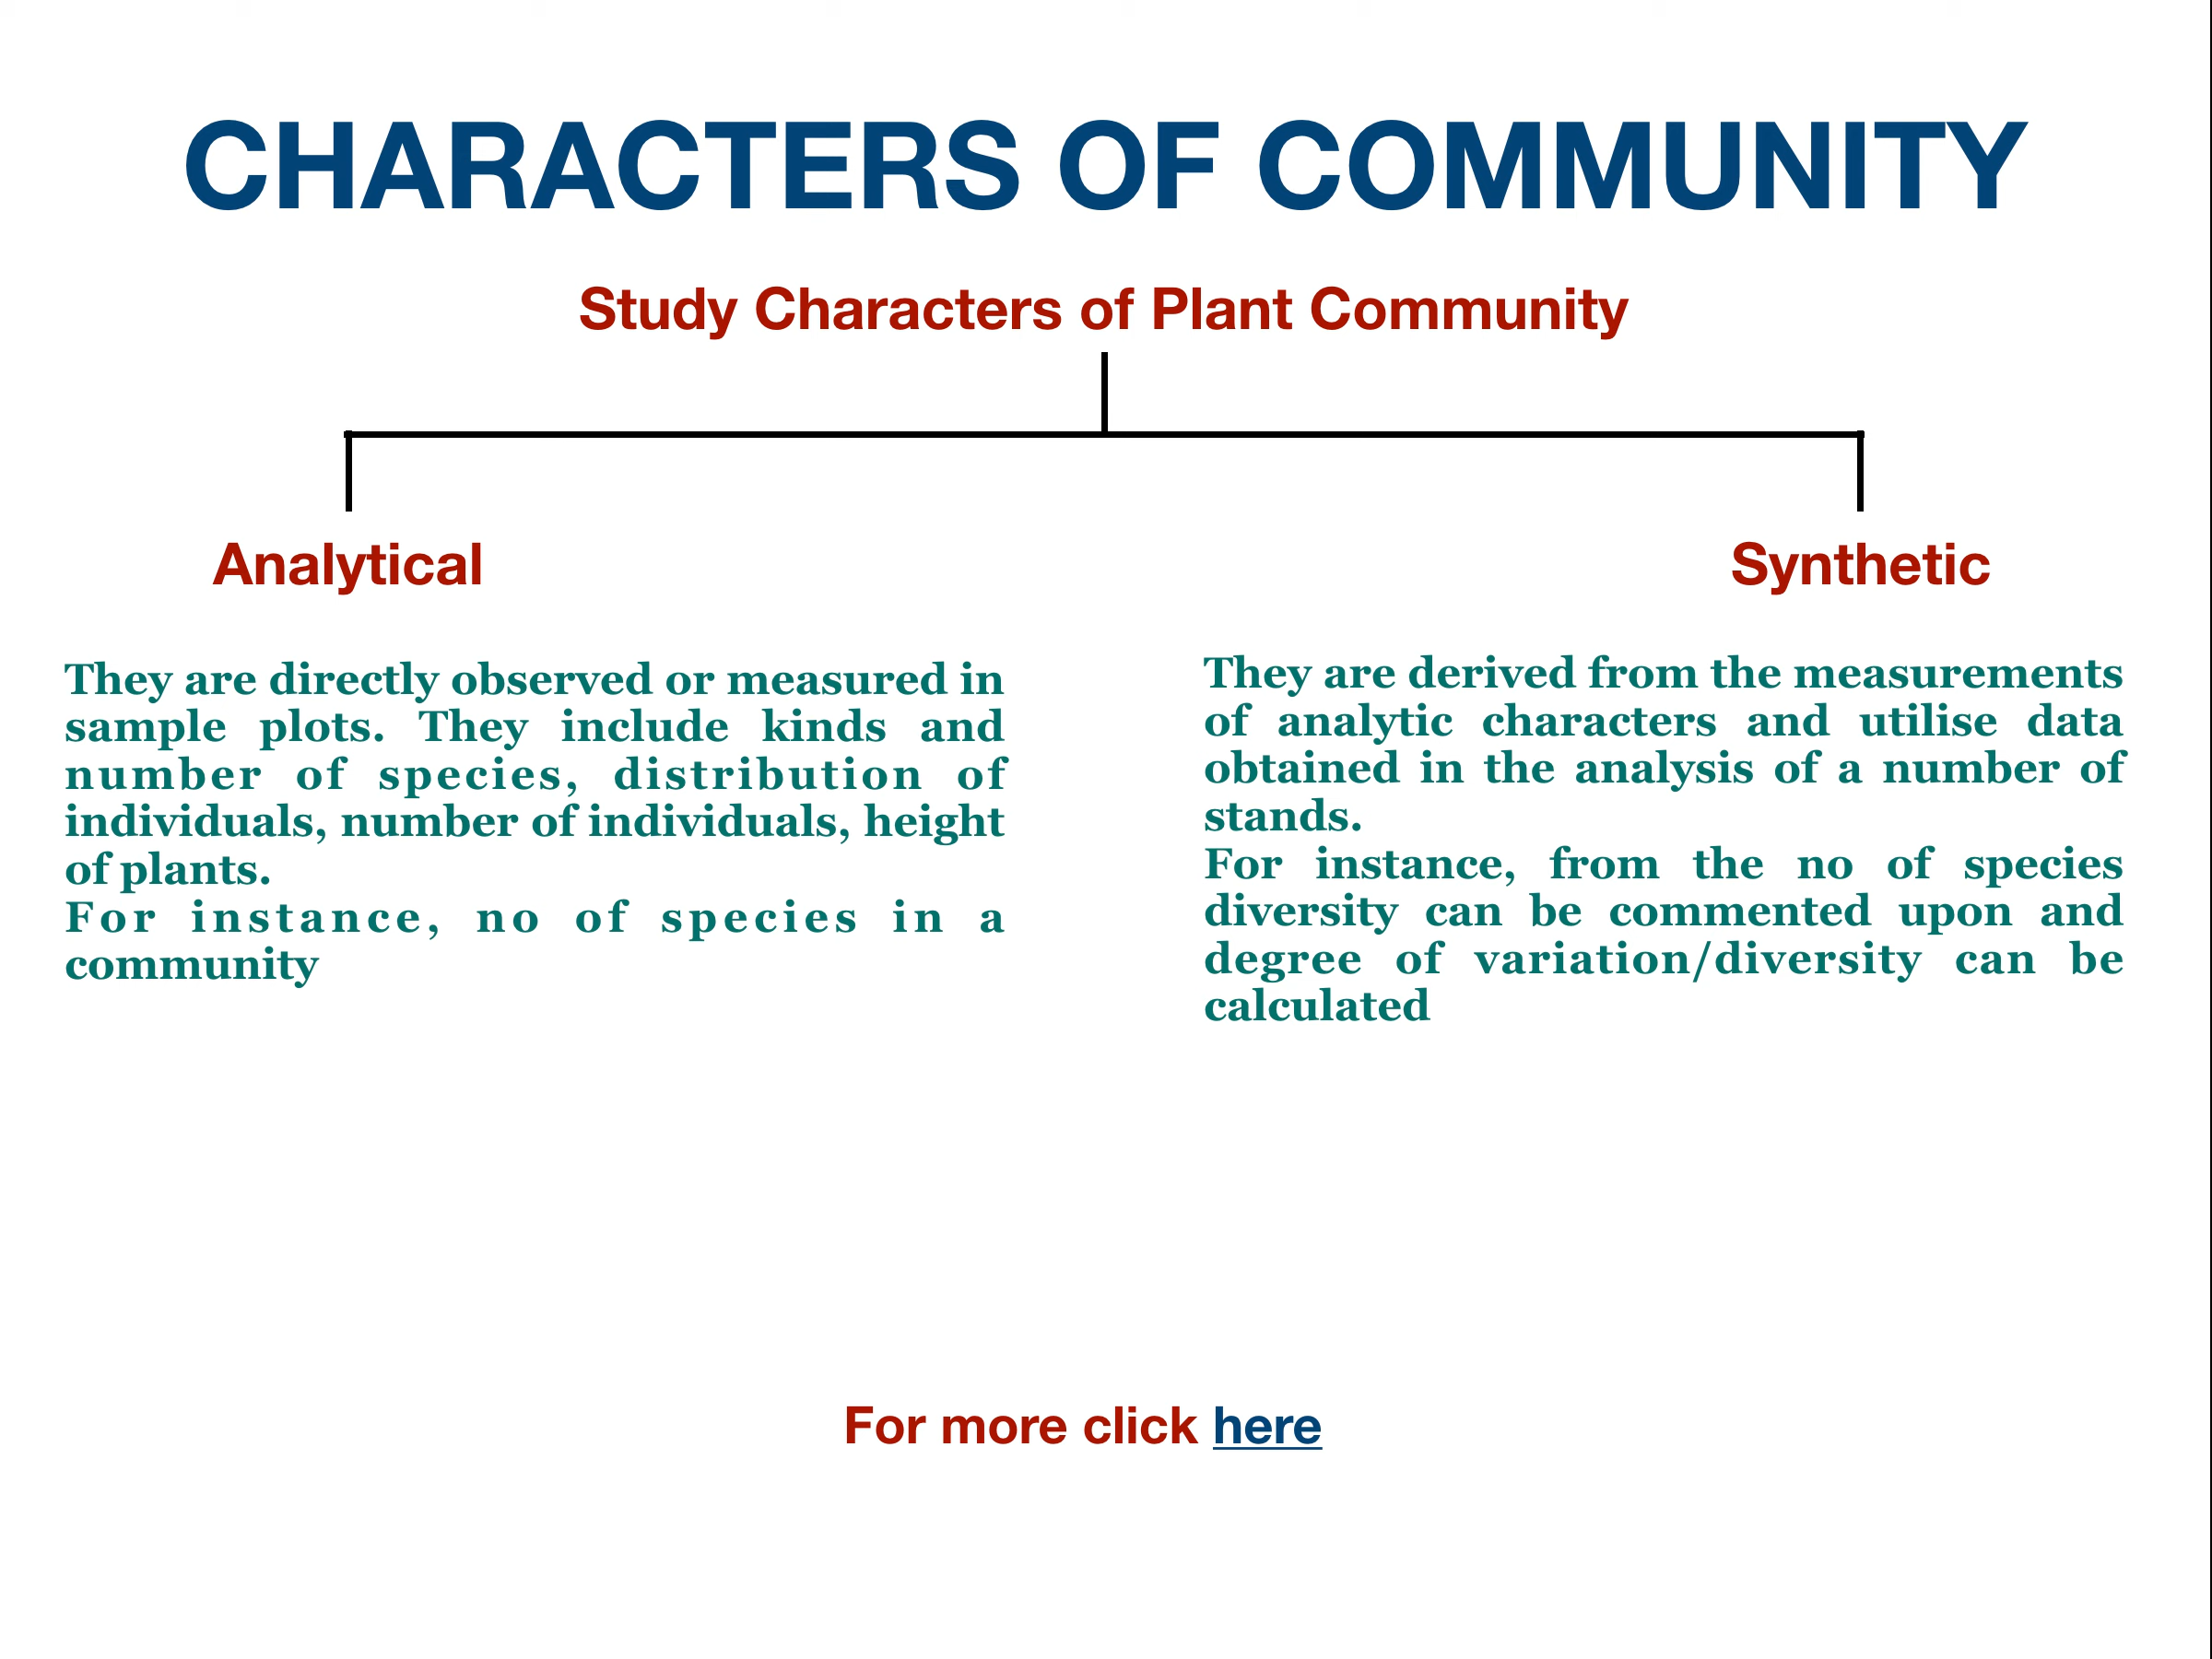 CHARACTERS OF COMMUNITY
Study Characters of Plant Community
Analytical
Synthetic
They are directly observed or measured in
sample plots. They include kinds and
number of species, distribution of
individuals, number of individuals, height
of plants.
For instance, no of species in a
community
They are derived from the measurements
of analytic characters and utilise data
obtained in the analysis of a number of
stands.
For instance, from the no of species
diversity can be commented upon and
degree of variation/diversity can be
calculated
For more click here